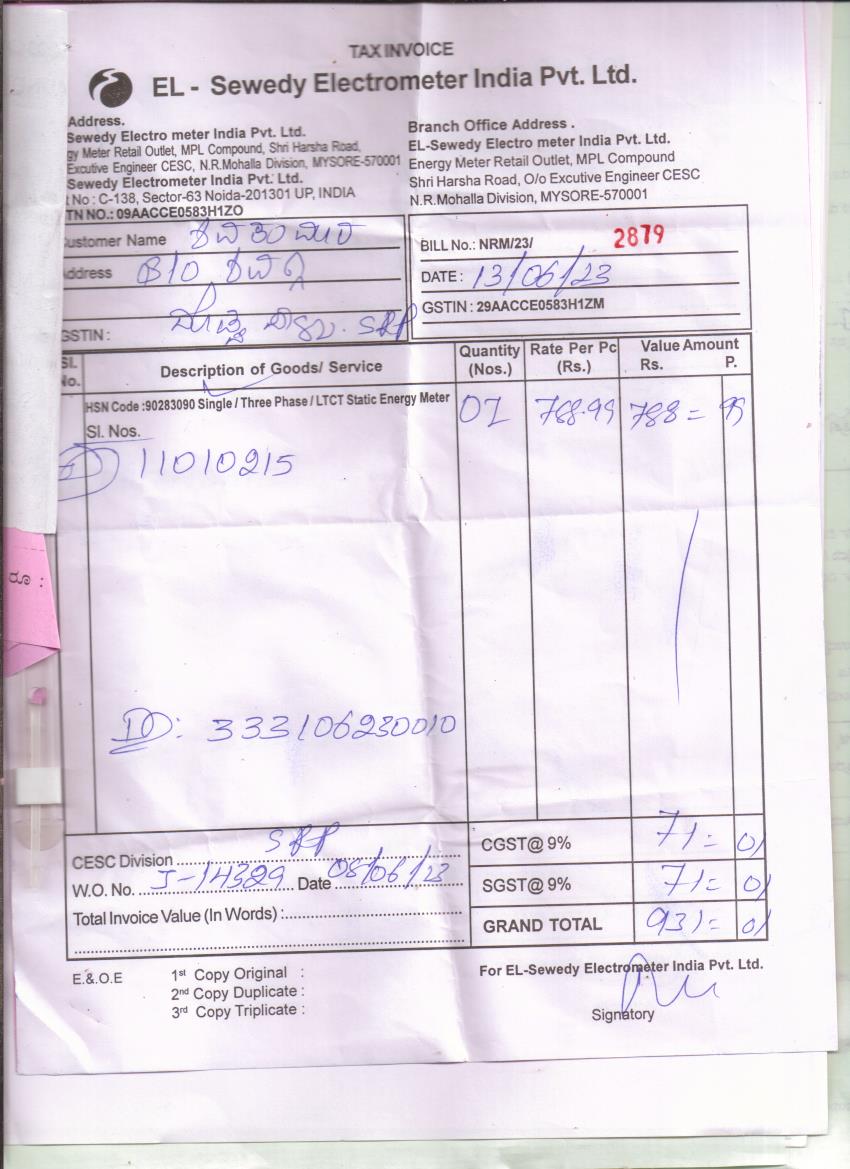 TAX INVOICE
EL - Sewedy Electrometer India Pvt. Ltd.
Address.
Sewedy Electro meter India Pvt. Ltd.
gy Meter Retail Outlet, MPL Compound, Shri Harsha Road,
Excutive Engineer CESC, N.R.Mohalla Division, MYSORE-570001
Sewedy Electrometer India Pvt. Ltd.
t No : C-138, Sector-63 Noida-201301 UP, INDIA
TN NO.: 09AACCE0583H1ZO
Branch Office Address .
EL-Sewedy Electro meter India Pvt. Ltd.
Energy Meter Retail Outlet, MPL Compound
Shri Harsha Road, O/o Excutive Engineer CESC
N.R.Mohalla Division, MYSORE-570001
ustomer Name
ddress B/O
GSTIN : SRP
BILL No.: NRM/23/ 2879
DATE : 13/06/23
GSTIN : 29AACCE0583H1ZM
SI. No. Description of Goods/ Service Quantity (Nos.) Rate Per Pc (Rs.) Value Amount Rs. P.
HSN Code :90283090 Single / Three Phase / LTCT Static Energy Meter 01 788.99 788 = 99
Sl. Nos.
1) 11010215
ID: 333106230010
CESC Division SRP
W.O. No. J-14329 Date 08/06/23
Total Invoice Value (In Words) :
CGST@ 9% 71 = 01
SGST@ 9% 71 = 01
GRAND TOTAL 931 = 01
E.& O.E
1st Copy Original :
2nd Copy Duplicate :
3rd Copy Triplicate :
For EL-Sewedy Electrometer India Pvt. Ltd.
Signatory
ರೂ :